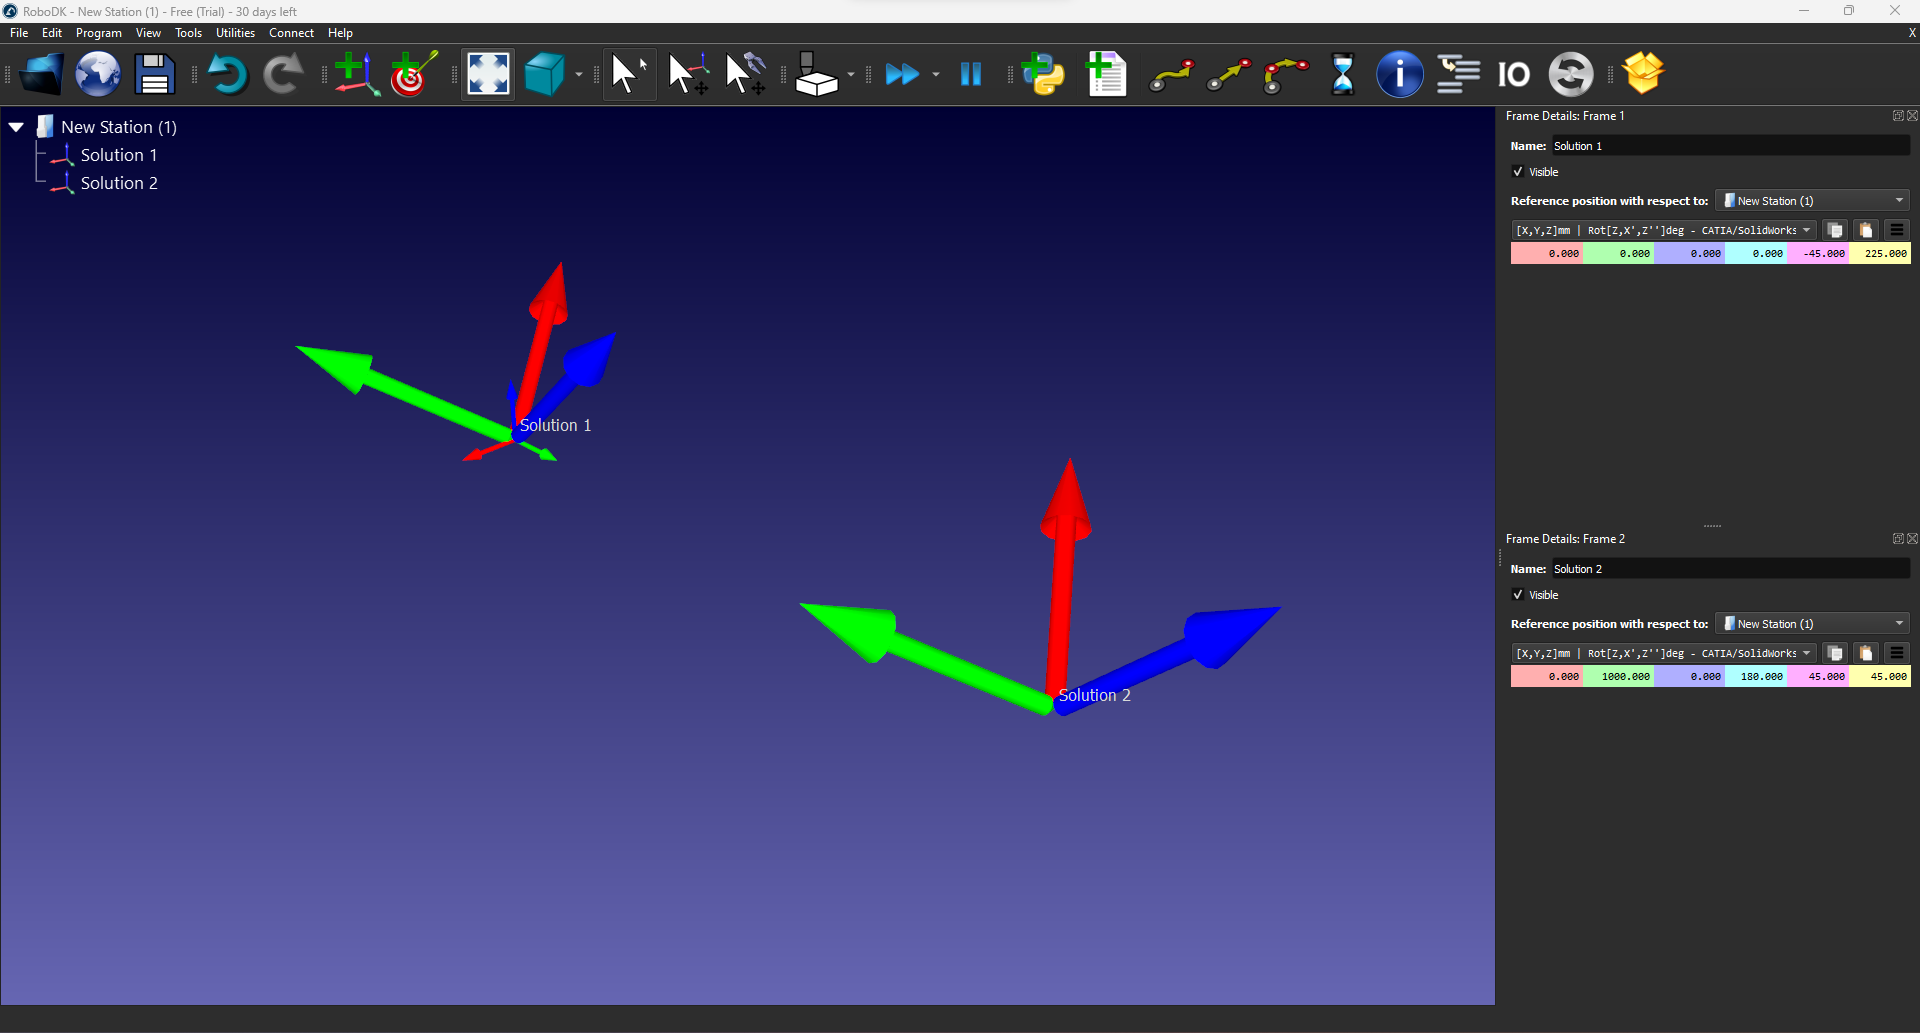 RoboDK - New Station (1) - Free (Trial) - 30 days left
File Edit Program View Tools Utilities Connect Help X
i IO
New Station (1)
Solution 1
Solution 2
Solution 1
Solution 2
Frame Details: Frame 1
Name: Solution 1
Visible
Reference position with respect to: New Station (1)
[X,Y,Z]mm | Rot[Z,X',Z'']deg - CATIA/SolidWorks
0.000 0.000 0.000 0.000 -45.000 225.000
Frame Details: Frame 2
Name: Solution 2
Visible
Reference position with respect to: New Station (1)
[X,Y,Z]mm | Rot[Z,X',Z'']deg - CATIA/SolidWorks
0.000 1000.000 0.000 180.000 45.000 45.000